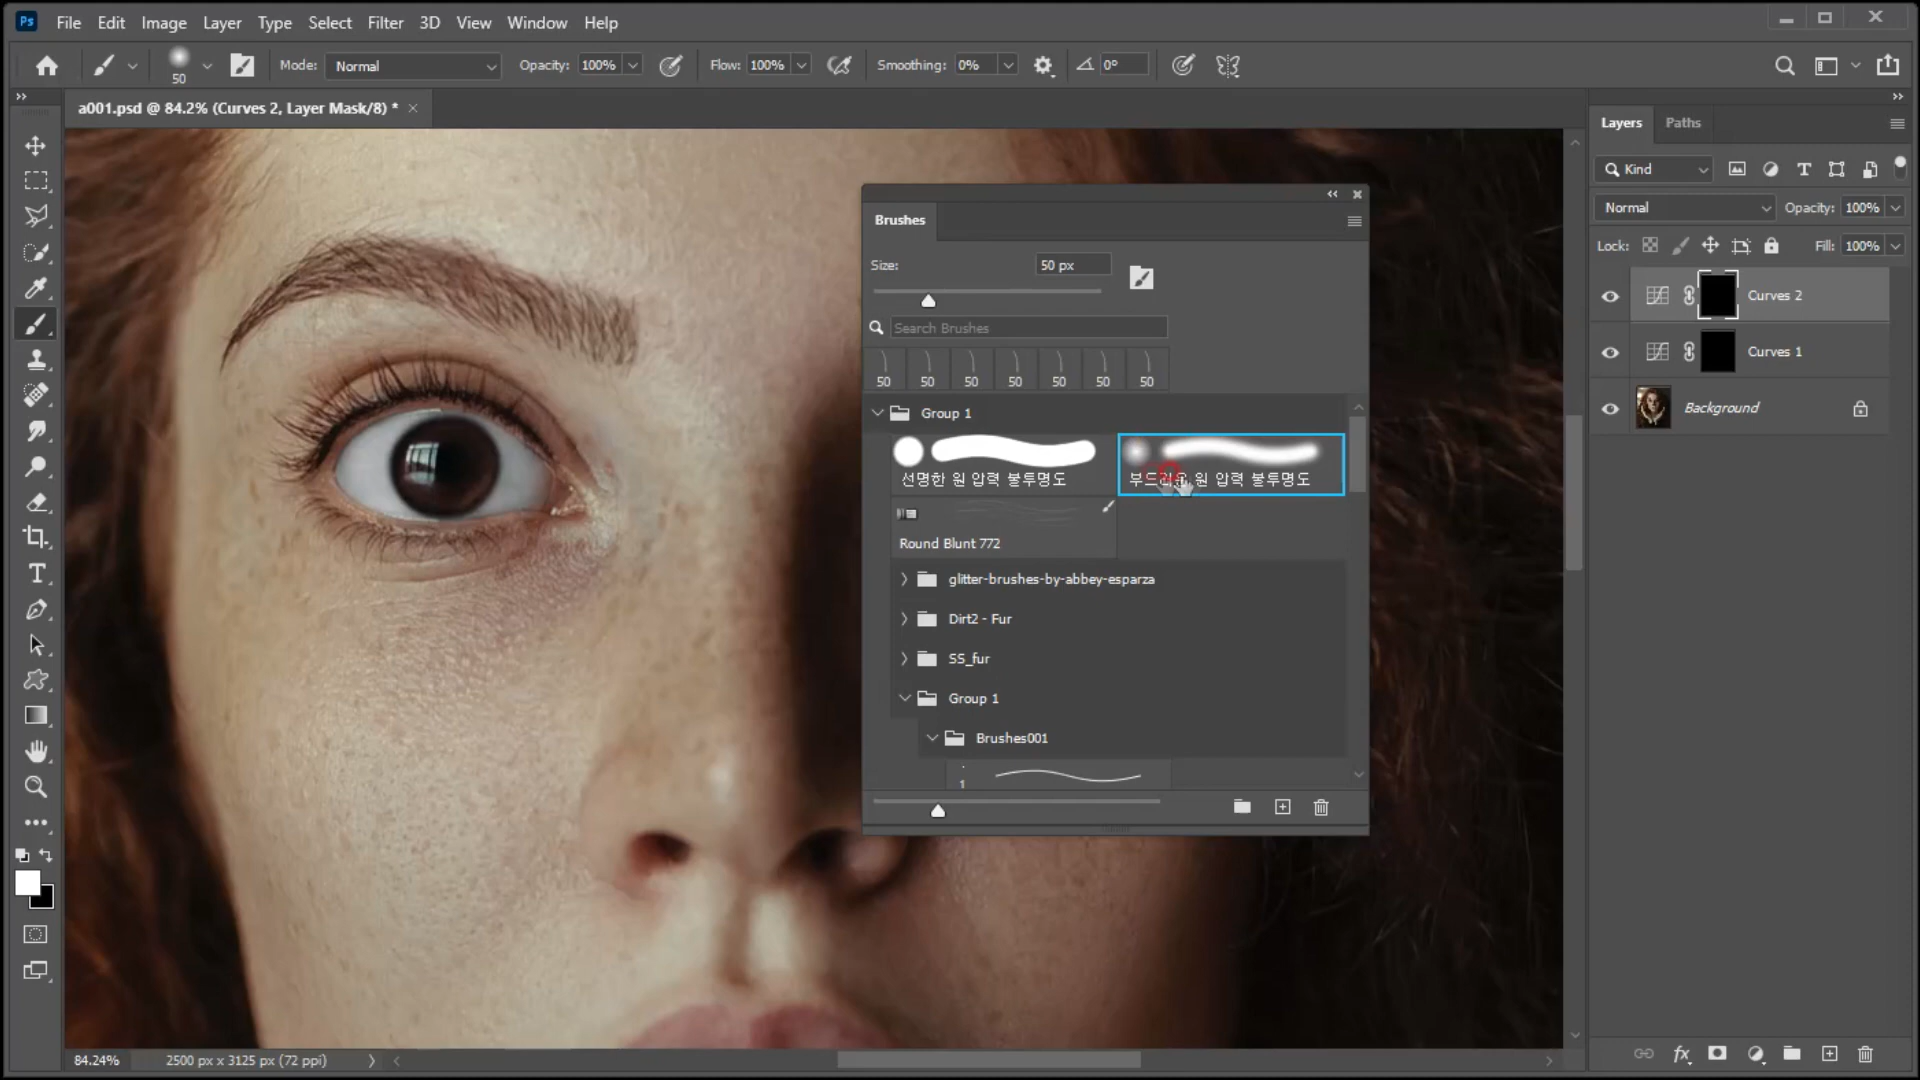 Ps File Edit Image Layer Type Select Filter 3D View Window Help
50 Mode: Normal Opacity: 100% Flow: 100% Smoothing: 0% 0°
a001.psd @ 84.2% (Curves 2, Layer Mask/8) *
Layers Paths
Kind
Normal Opacity: 100%
Lock: Fill: 100%
Curves 2
Curves 1
Background
Brushes
Size: 50 px
Search Brushes
50 50 50 50 50 50 50
Group 1
선명한 원 압력 불투명도
부드러운 원 압력 불투명도
Round Blunt 772
glitter-brushes-by-abbey-esparza
Dirt2 - Fur
SS_fur
Group 1
Brushes001
1
84.24% 2500 px x 3125 px (72 ppi)